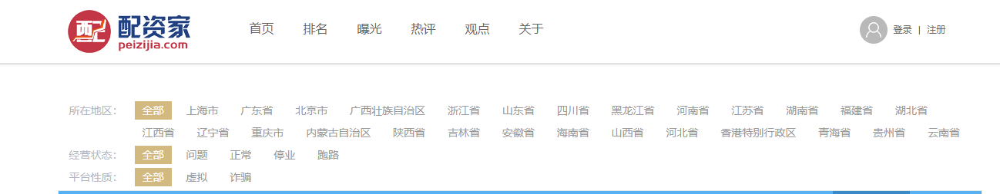 配 配资家
peizijia.com
首页 排名 曝光 热评 观点 关于
登录 | 注册
所在地区: 全部 上海市 广东省 北京市 广西壮族自治区 浙江省 山东省 四川省 黑龙江省 河南省 江苏省 湖南省 福建省 湖北省
江西省 辽宁省 重庆市 内蒙古自治区 陕西省 吉林省 安徽省 海南省 山西省 河北省 香港特别行政区 青海省 贵州省 云南省
经营状态: 全部 问题 正常 停业 跑路
平台性质: 全部 虚拟 诈骗